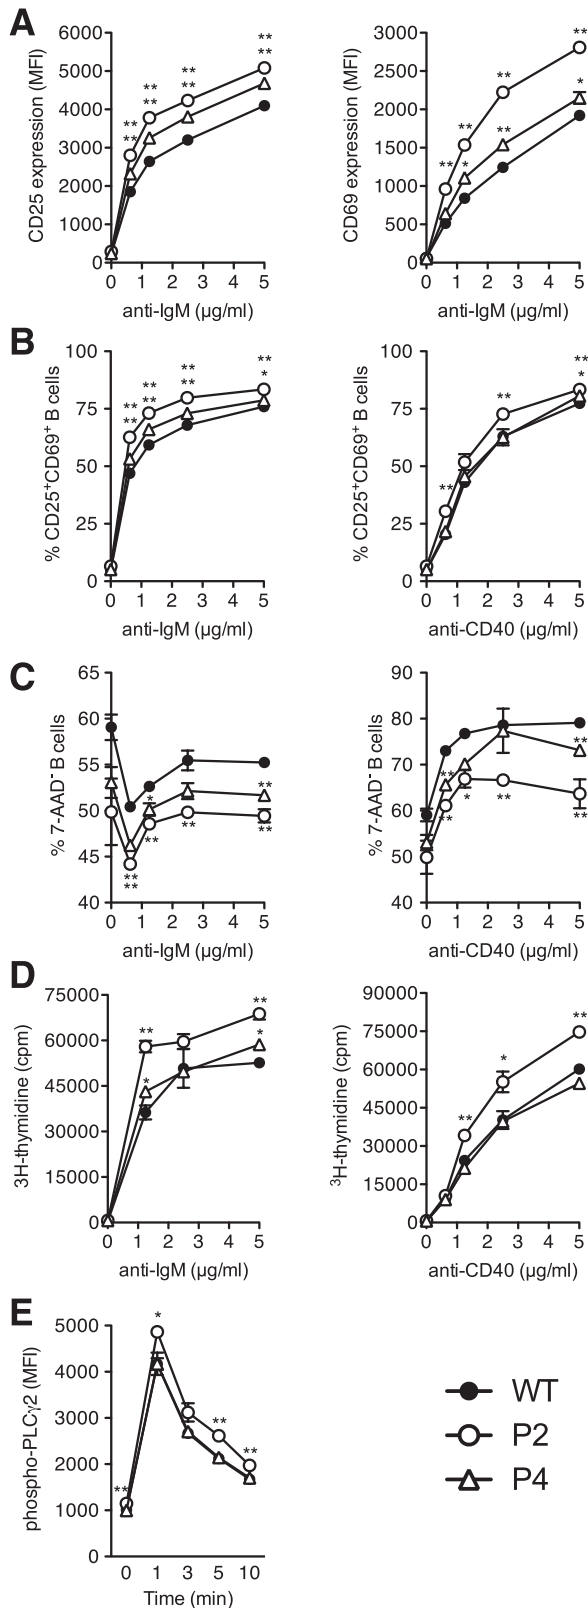 A
CD25 expression (MFI)
6000
5000
4000
3000
2000
1000
0
** **
** **
** **
** **
0 1 2 3 4 5
anti-IgM (µg/ml)
CD69 expression (MFI)
3000
2500
2000
1500
1000
500
0
**
** *
** **
** *
0 1 2 3 4 5
anti-IgM (µg/ml)
B
% CD25⁺CD69⁺ B cells
100
75
50
25
0
** **
** **
** **
** *
0 1 2 3 4 5
anti-IgM (µg/ml)
% CD25⁺CD69⁺ B cells
100
75
50
25
0
**
**
** *
0 1 2 3 4 5
anti-CD40 (µg/ml)
C
% 7-AAD⁻ B cells
65
60
55
50
45
40
** **
* **
**
** **
0 1 2 3 4 5
anti-IgM (µg/ml)
% 7-AAD⁻ B cells
90
80
70
60
50
40
** **
*
**
** **
0 1 2 3 4 5
anti-CD40 (µg/ml)
D
3H-thymidine (cpm)
75000
60000
45000
30000
15000
0
** *
** *
0 1 2 3 4 5
anti-IgM (µg/ml)
³H-thymidine (cpm)
90000
75000
60000
45000
30000
15000
0
**
*
**
0 1 2 3 4 5
anti-CD40 (µg/ml)
E
phospho-PLCγ2 (MFI)
5000
4000
3000
2000
1000
0
**
*
**
**
0 1 3 5 10
Time (min)
WT
P2
P4